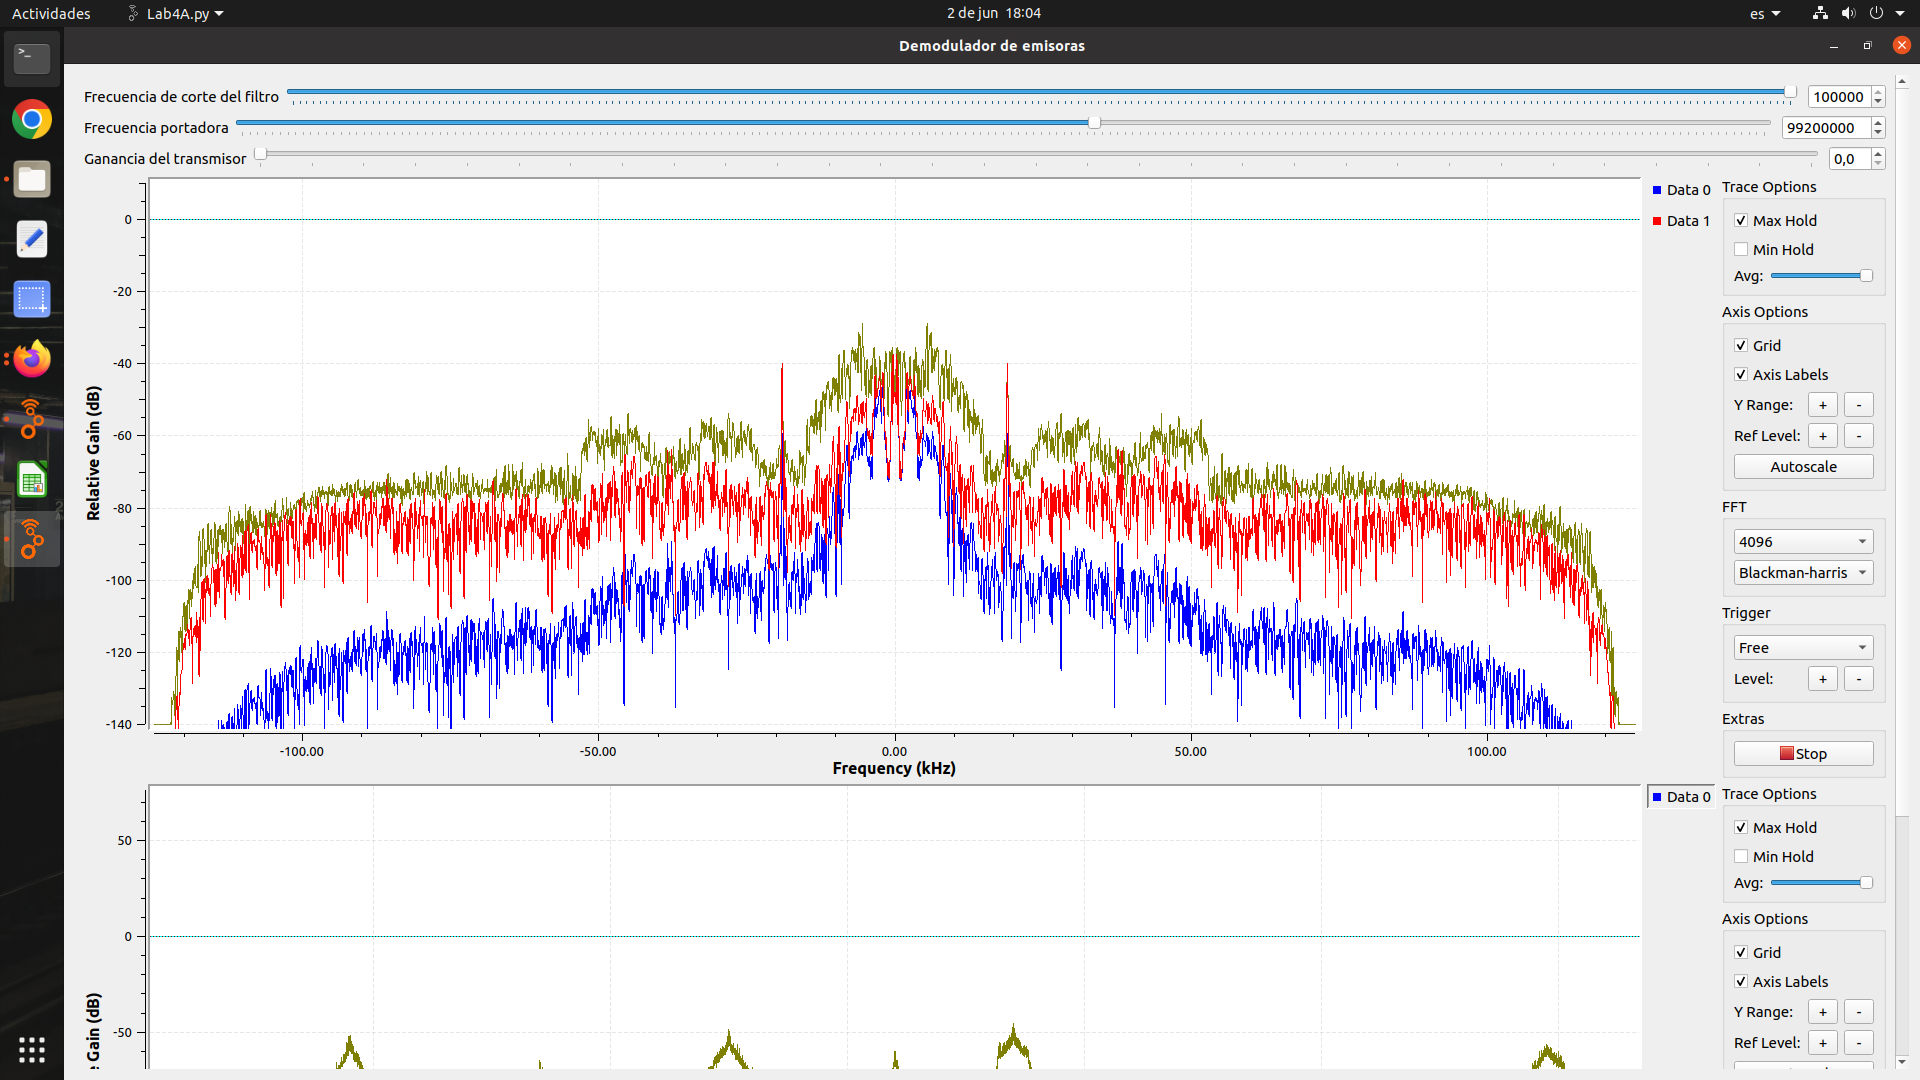 Actividades Lab4A.py 2 de jun 18:04 es
Demodulador de emisoras
Frecuencia de corte del filtro 100000
Frecuencia portadora 99200000
Ganancia del transmisor 0,0
Relative Gain (dB)
0
-20
-40
-60
-80
-100
-120
-140
-100.00 -50.00 0.00 50.00 100.00
Frequency (kHz)
Data 0
Data 1
Trace Options
Max Hold
Min Hold
Avg:
Axis Options
Grid
Axis Labels
Y Range: + -
Ref Level: + -
Autoscale
FFT
4096
Blackman-harris
Trigger
Free
Level: + -
Extras
Stop
e Gain (dB)
50
0
-50
Data 0
Trace Options
Max Hold
Min Hold
Avg:
Axis Options
Grid
Axis Labels
Y Range: + -
Ref Level: + -